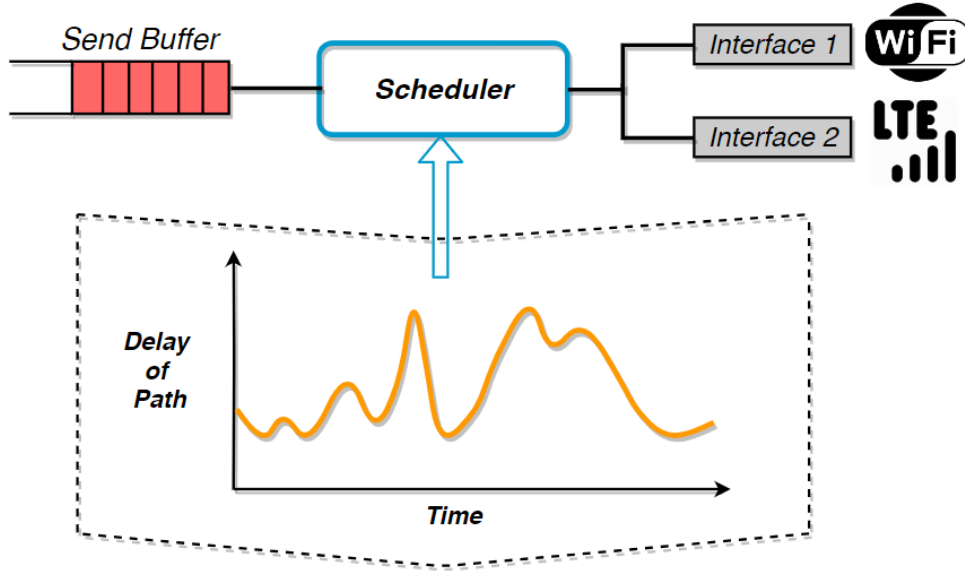 Send Buffer
Scheduler
Interface 1
WiFi
Interface 2
LTE
Delay
of
Path
Time